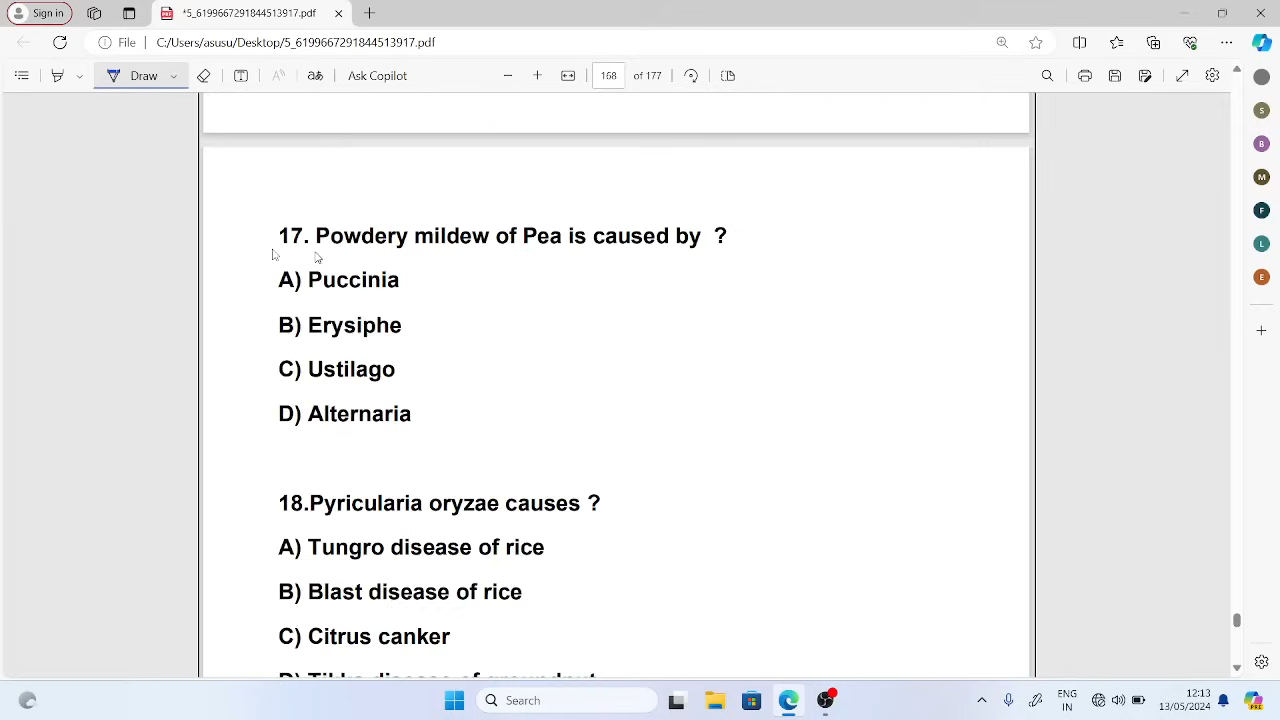 Sign in
*5_6199667291844513917.pdf
File C:/Users/asusu/Desktop/5_6199667291844513917.pdf
Draw
Ask Copilot
168 of 177
17. Powdery mildew of Pea is caused by ?
A) Puccinia
B) Erysiphe
C) Ustilago
D) Alternaria
18.Pyricularia oryzae causes ?
A) Tungro disease of rice
B) Blast disease of rice
C) Citrus canker
S
B
M
F
L
E
Search
ENG
IN
12:13
13/05/2024